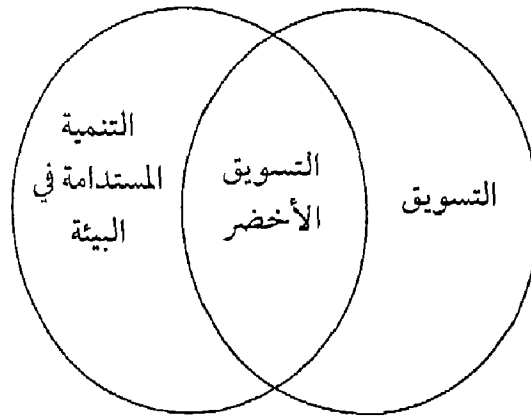 التنمية
المستدامة في
البيئة
التسويق
الأخضر
التسويق